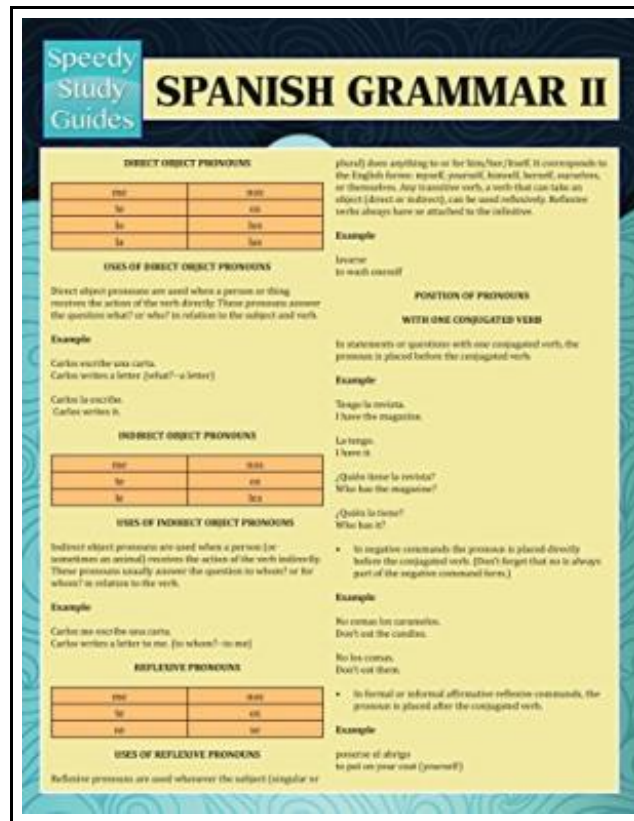 Speedy
Study
Guides
SPANISH GRAMMAR II
DIRECT OBJECT PRONOUNS
me nos
te os
lo los
la las
USES OF DIRECT OBJECT PRONOUNS
Direct object pronouns are used when a person or thing
receives the action of the verb directly. These pronouns answer
the question what? or who? in relation to the subject and verb.
Example
Carlos escribe una carta.
Carlos writes a letter (what?–a letter)
Carlos la escribe.
Carlos writes it.
INDIRECT OBJECT PRONOUNS
me nos
te os
le les
USES OF INDIRECT OBJECT PRONOUNS
Indirect object pronouns are used when a person (or
sometimes an animal) receives the action of the verb indirectly.
These pronouns usually answer the question to whom? or for
whom? in relation to the verb.
Example
Carlos me escribe una carta.
Carlos writes a letter to me. (to whom?–to me)
REFLEXIVE PRONOUNS
me nos
te os
se se
USES OF REFLEXIVE PRONOUNS
Reflexive pronouns are used whenever the subject (singular or
plural) does anything to or for him/her/itself. It corresponds to
the English forms: myself, yourself, himself, herself, ourselves,
or themselves. Any transitive verb, a verb that can take an
object (direct or indirect), can be used reflexively. Reflexive
verbs always have se attached to the infinitive.
Example
lavarse
to wash oneself
POSITION OF PRONOUNS
WITH ONE CONJUGATED VERB
In statements or questions with one conjugated verb, the
pronoun is placed before the conjugated verb.
Example
Tengo la revista.
I have the magazine.
La tengo.
I have it.
¿Quién tiene la revista?
Who has the magazine?
¿Quién la tiene?
Who has it?
• In negative commands the pronoun is placed directly
before the conjugated verb. (Don't forget that no is always
part of the negative command form.)
Example
No comas los caramelos.
Don't eat the candies.
No los comas.
Don't eat them.
• In formal or informal affirmative reflexive commands, the
pronoun is placed after the conjugated verb.
Example
ponerse el abrigo
to put on your coat (yourself)